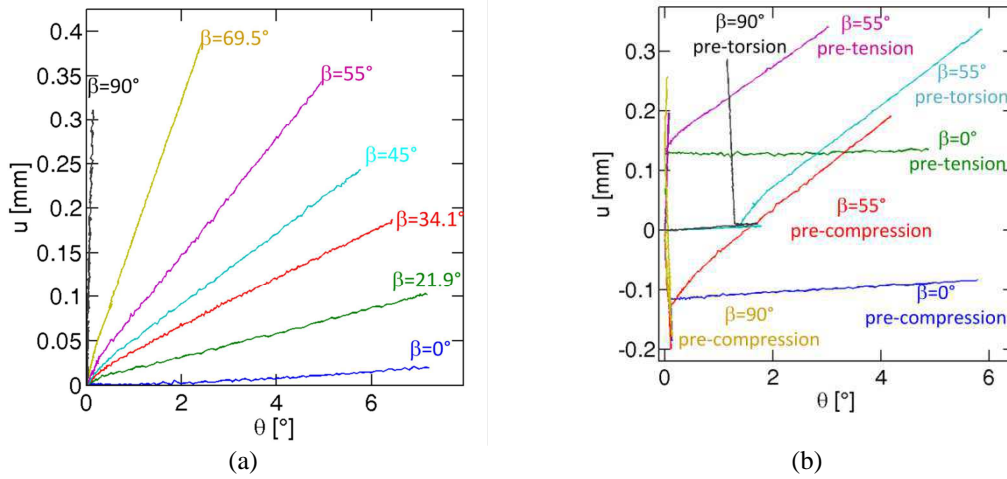 0.4
0.35
0.3
0.25
0.2
0.15
0.1
0.05
0
u [mm]
0 2 4 6
θ [°]
β=69.5°
β=90°
β=55°
β=45°
β=34.1°
β=21.9°
β=0°
(a)
0.3
0.2
0.1
0
-0.1
-0.2
u [mm]
0 2 4 6
θ [°]
β=90°
pre-torsion
β=55°
pre-tension
β=55°
pre-torsion
β=0°
pre-tension
β=55°
pre-compression
β=0°
pre-compression
β=90°
pre-compression
(b)